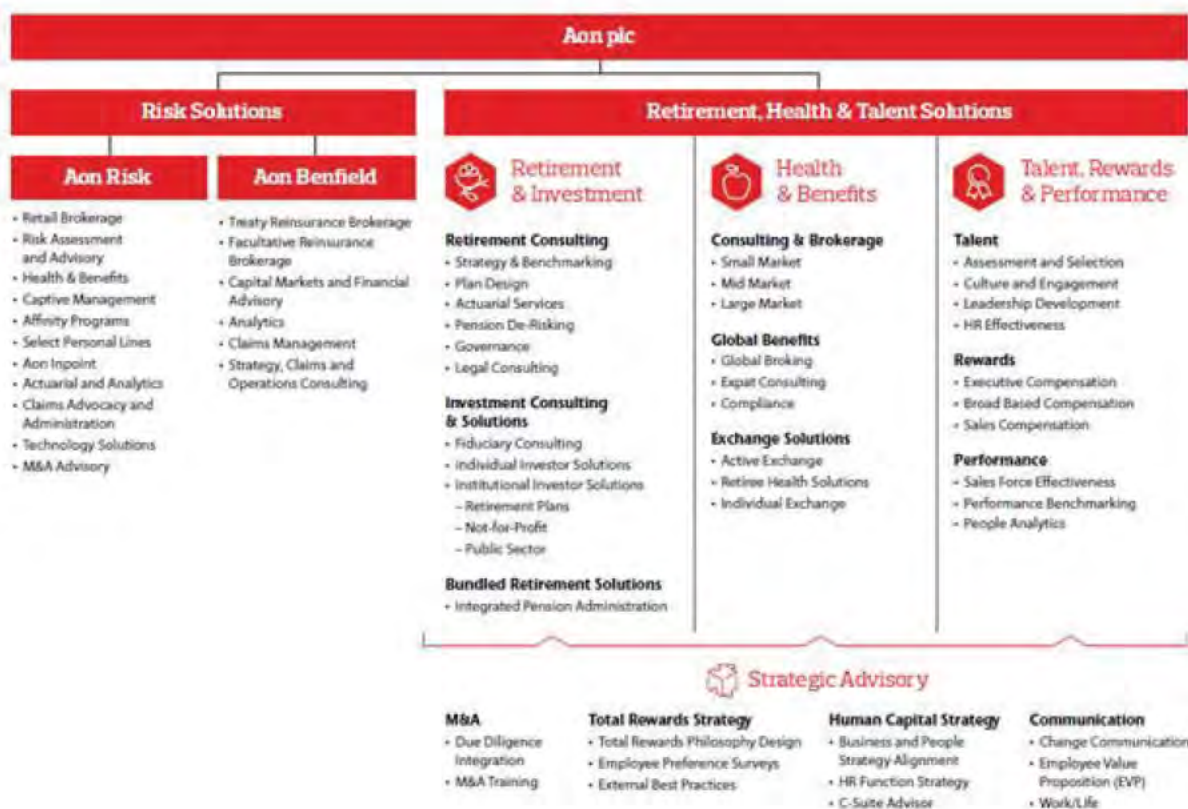 Aon plc
Risk Solutions
Aon Risk
• Retail Brokerage
• Risk Assessment
and Advisory
• Health & Benefits
• Captive Management
• Affinity Programs
• Select Personal Lines
• Aon Inpoint
• Actuarial and Analytics
• Claims Advocacy and
Administration
• Technology Solutions
• M&A Advisory
Aon Benfield
• Treaty Reinsurance Brokerage
• Facultative Reinsurance
Brokerage
• Capital Markets and Financial
Advisory
• Analytics
• Claims Management
• Strategy, Claims and
Operations Consulting
Retirement, Health & Talent Solutions
Retirement
& Investment
Retirement Consulting
• Strategy & Benchmarking
• Plan Design
• Actuarial Services
• Pension De-Risking
• Governance
• Legal Consulting
Investment Consulting
& Solutions
• Fiduciary Consulting
• Individual Investor Solutions
• Institutional Investor Solutions
– Retirement Plans
– Not-for-Profit
– Public Sector
Bundled Retirement Solutions
• Integrated Pension Administration
Health
& Benefits
Consulting & Brokerage
• Small Market
• Mid Market
• Large Market
Global Benefits
• Global Broking
• Expat Consulting
• Compliance
Exchange Solutions
• Active Exchange
• Retiree Health Solutions
• Individual Exchange
Talent, Rewards
& Performance
Talent
• Assessment and Selection
• Culture and Engagement
• Leadership Development
• HR Effectiveness
Rewards
• Executive Compensation
• Broad Based Compensation
• Sales Compensation
Performance
• Sales Force Effectiveness
• Performance Benchmarking
• People Analytics
Strategic Advisory
M&A
• Due Diligence
Integration
• M&A Training
Total Rewards Strategy
• Total Rewards Philosophy Design
• Employee Preference Surveys
• External Best Practices
Human Capital Strategy
• Business and People
Strategy Alignment
• HR Function Strategy
• C-Suite Advisor
Communication
• Change Communication
• Employee Value
Proposition (EVP)
• Work/Life